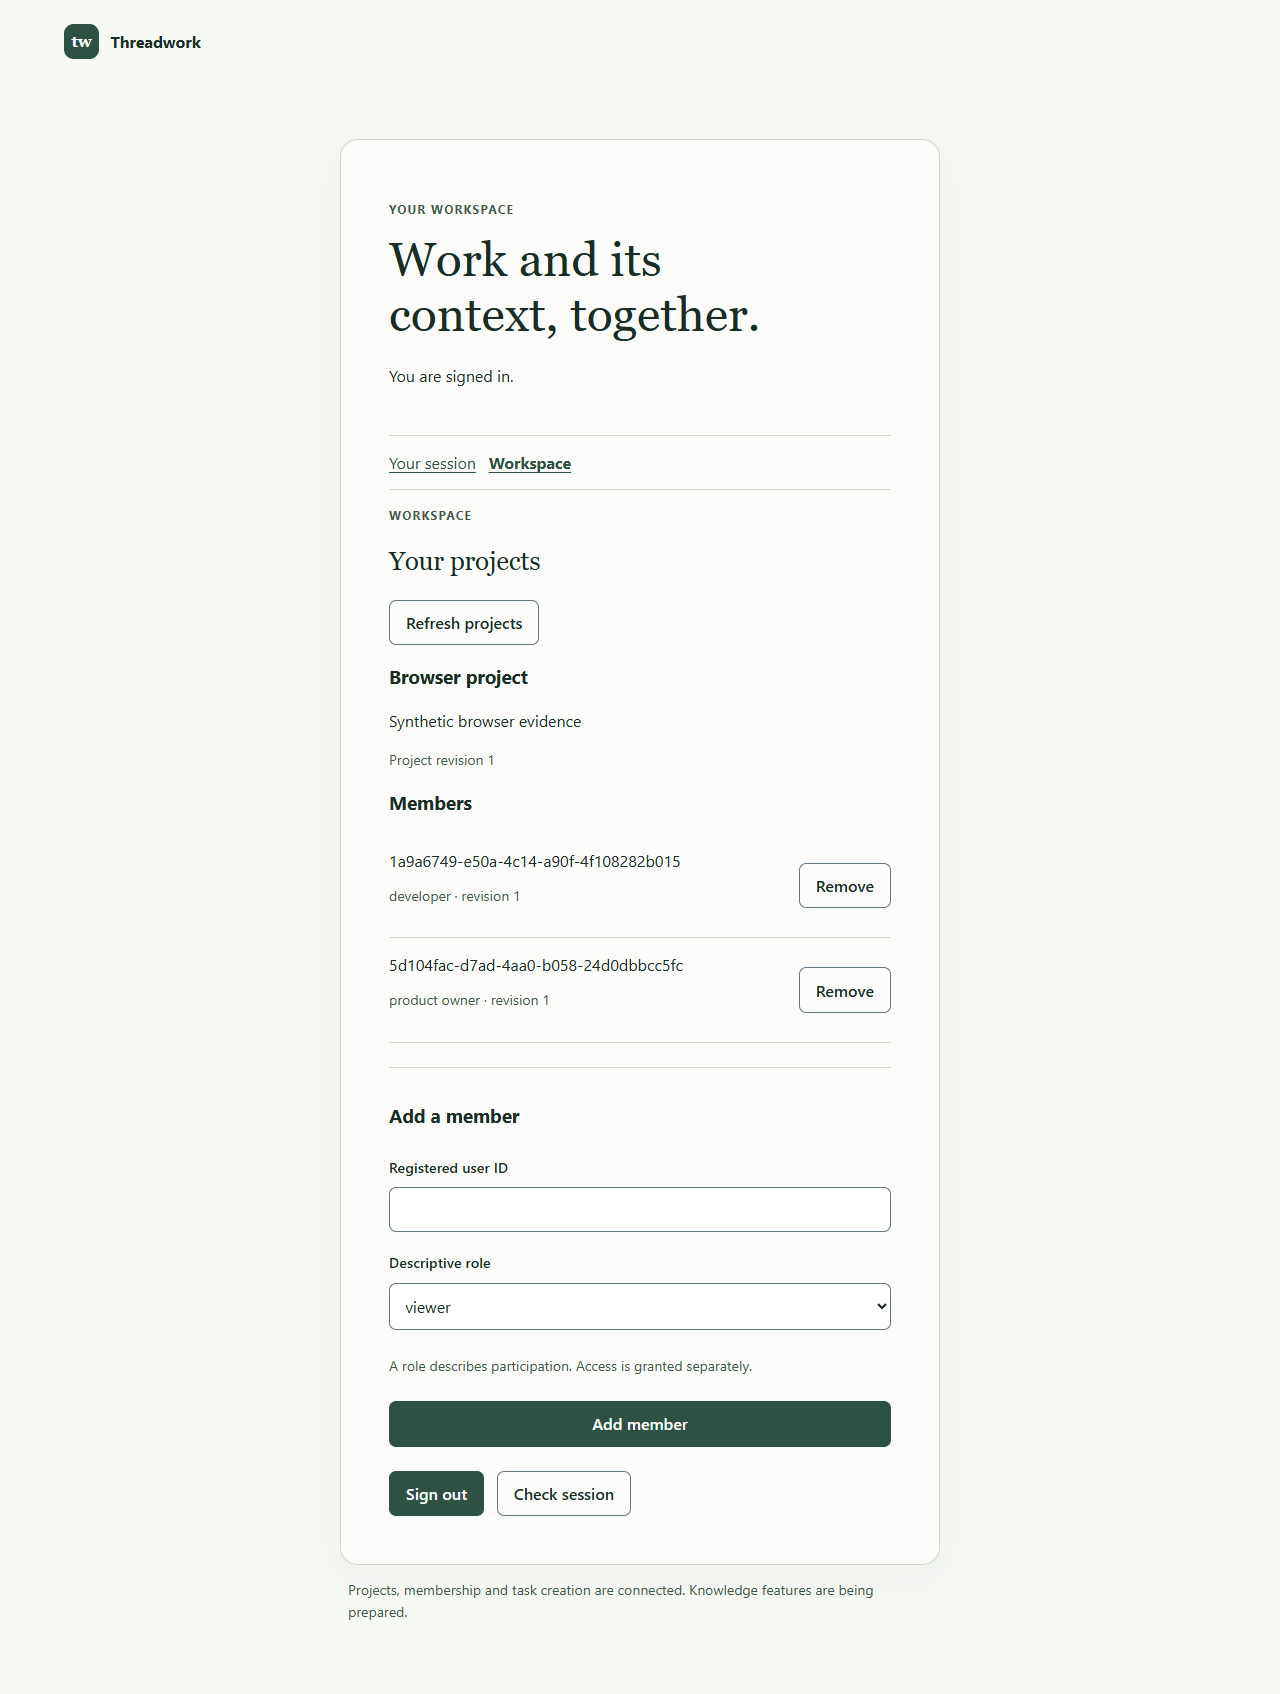 tw Threadwork
YOUR WORKSPACE
Work and its
context, together.
You are signed in.
Your session Workspace
WORKSPACE
Your projects
Refresh projects
Browser project
Synthetic browser evidence
Project revision 1
Members
1a9a6749-e50a-4c14-a90f-4f108282b015
developer · revision 1
Remove
5d104fac-d7ad-4aa0-b058-24d0dbbcc5fc
product owner · revision 1
Remove
Add a member
Registered user ID
Descriptive role
viewer
A role describes participation. Access is granted separately.
Add member
Sign out Check session
Projects, membership and task creation are connected. Knowledge features are being
prepared.